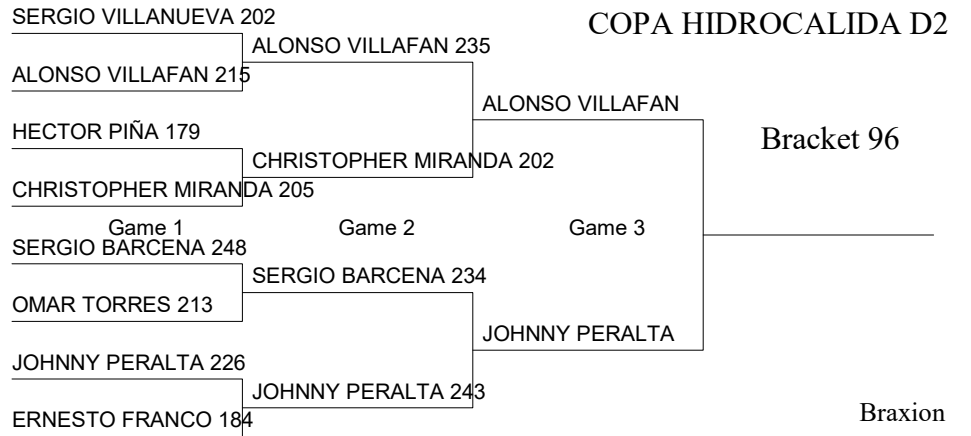 SERGIO VILLANUEVA 202
COPA HIDROCALIDA D2
ALONSO VILLAFAN 235
ALONSO VILLAFAN 215
ALONSO VILLAFAN
HECTOR PIÑA 179
Bracket 96
CHRISTOPHER MIRANDA 202
CHRISTOPHER MIRANDA 205
Game 1
Game 2
Game 3
SERGIO BARCENA 248
SERGIO BARCENA 234
OMAR TORRES 213
JOHNNY PERALTA
JOHNNY PERALTA 226
JOHNNY PERALTA 243
ERNESTO FRANCO 184
Braxion